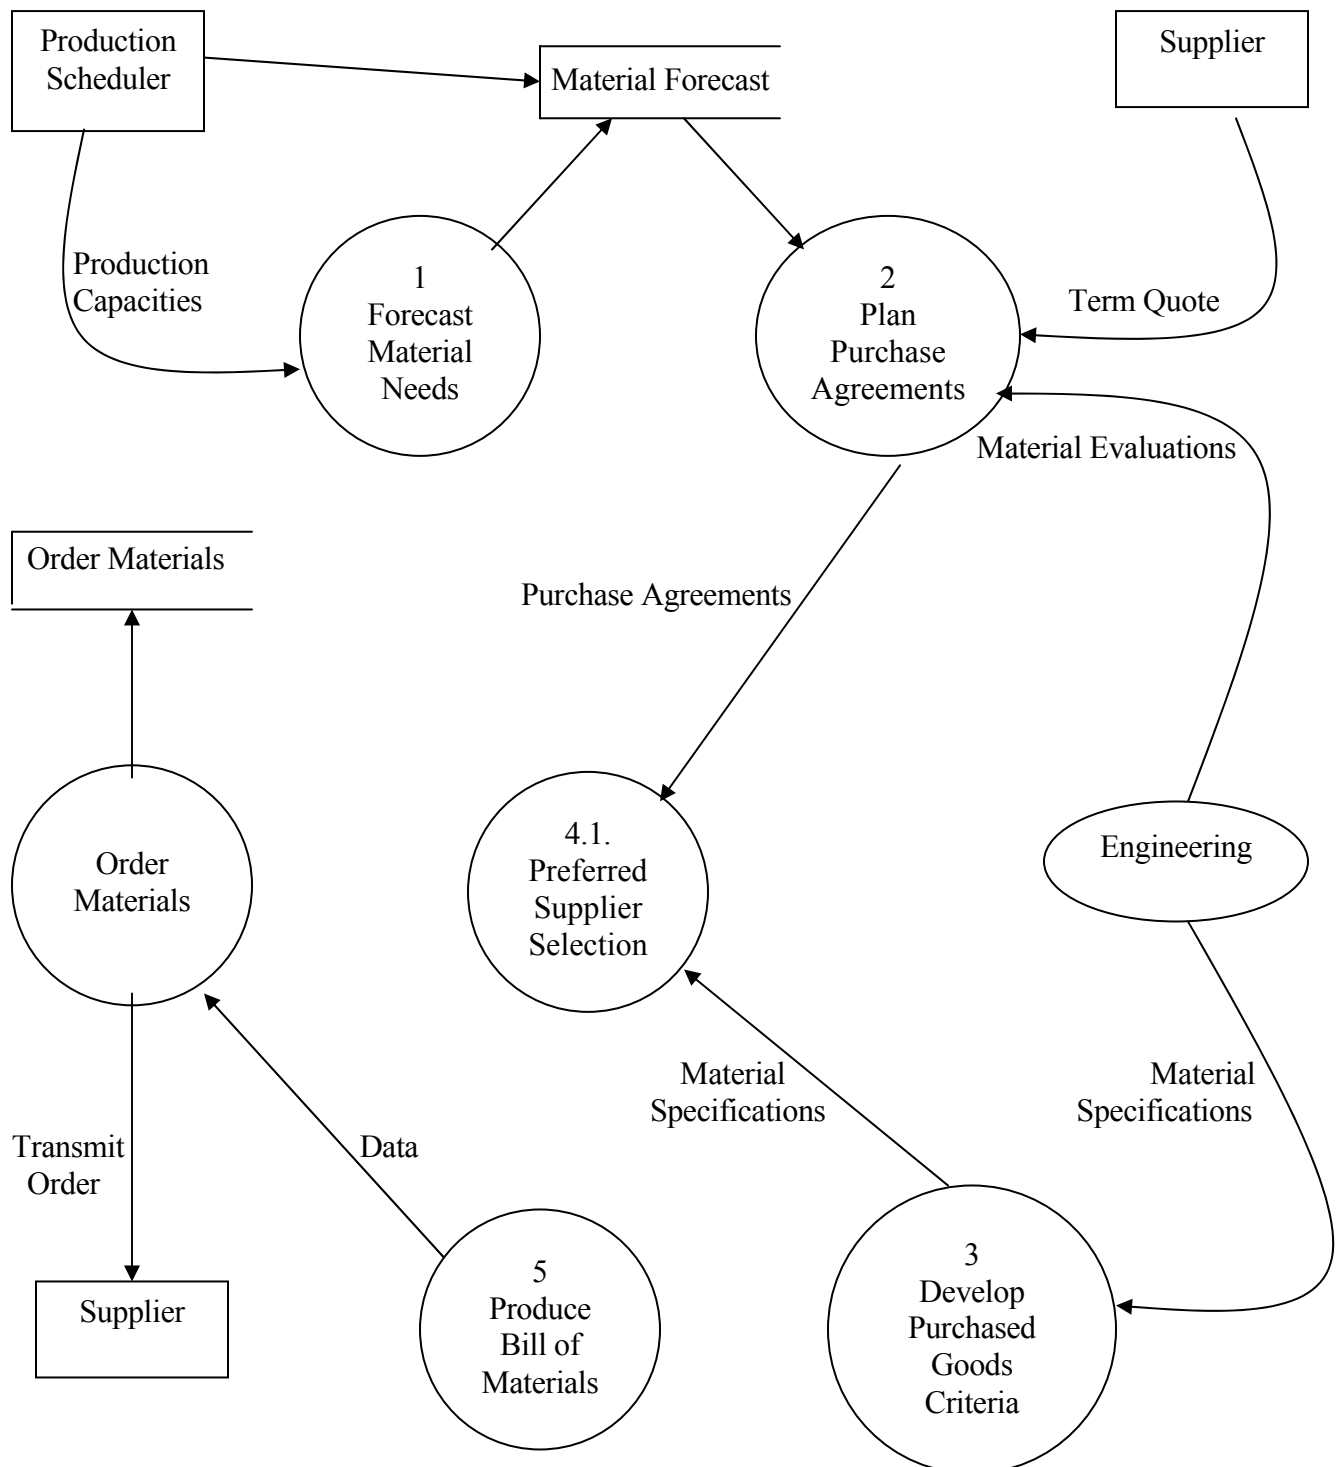 Production
Scheduler
Material Forecast
Supplier
Production
Capacities
1
Forecast
Material
Needs
2
Plan
Purchase
Agreements
Term Quote
Material Evaluations
Order Materials
Purchase Agreements
Order
Materials
4.1.
Preferred
Supplier
Selection
Engineering
Material
Specifications
Material
Specifications
Transmit
Order
Data
Supplier
5
Produce
Bill of
Materials
3
Develop
Purchased
Goods
Criteria